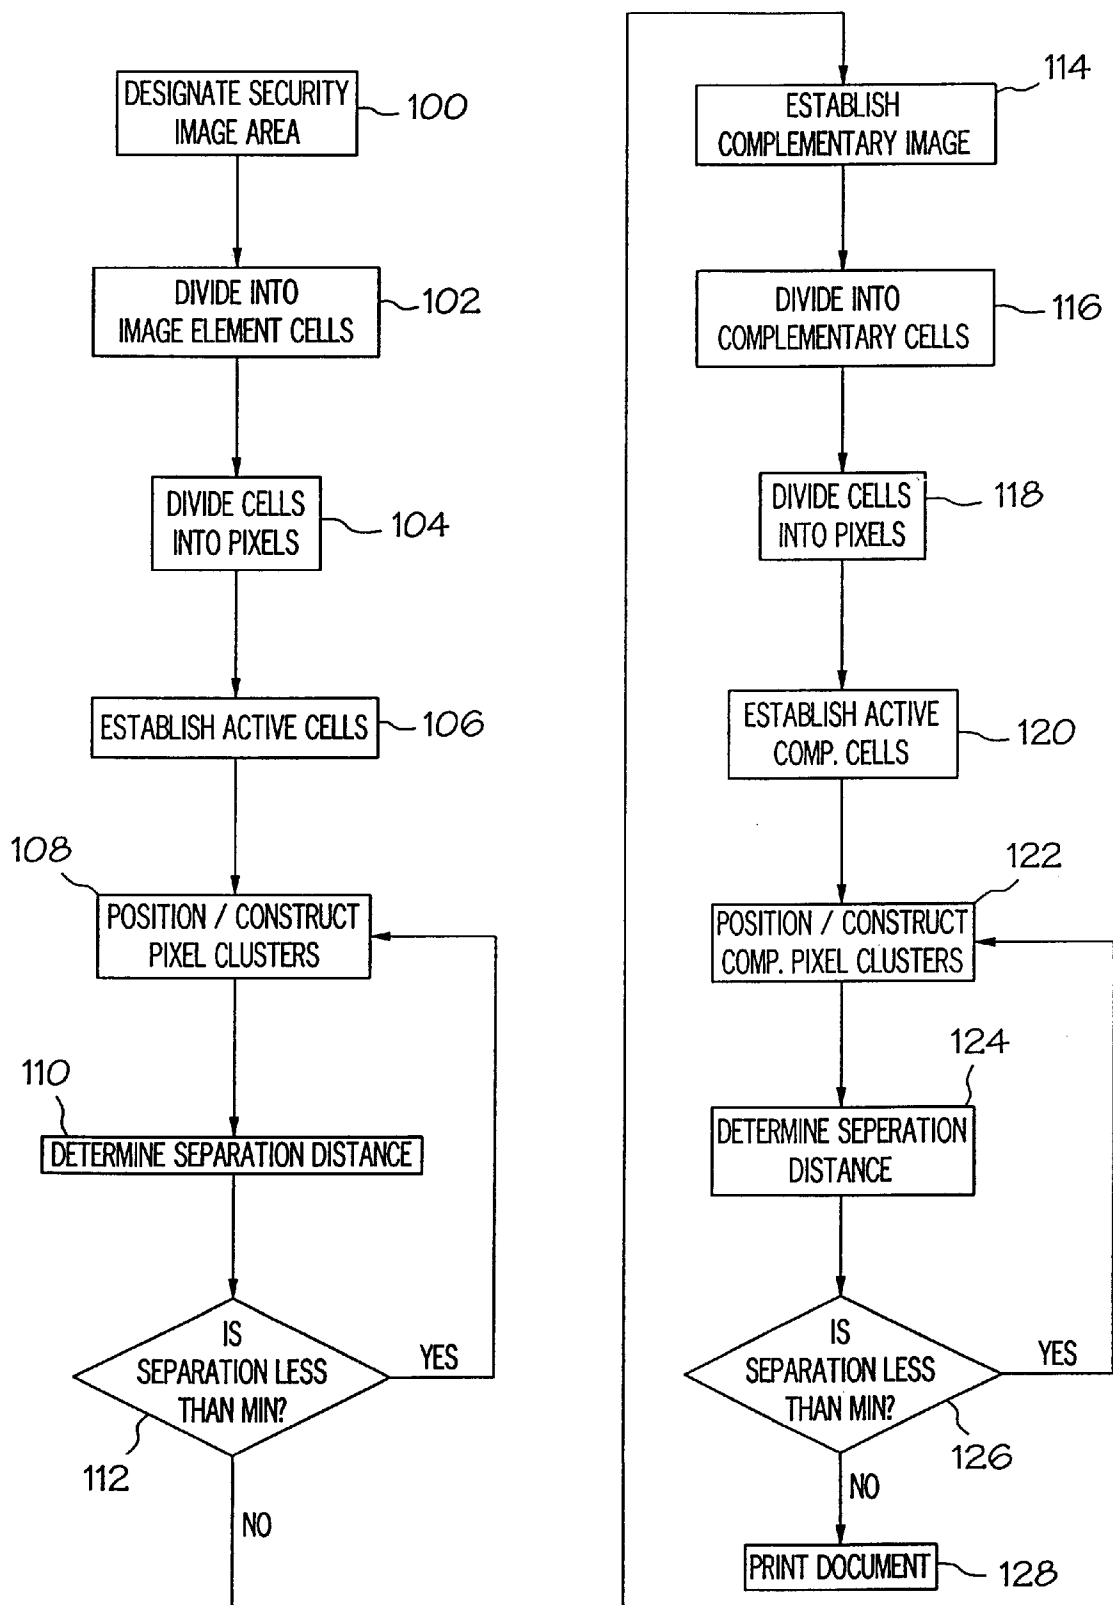 DESIGNATE SECURITY
IMAGE AREA
100
DIVIDE INTO
IMAGE ELEMENT CELLS
102
DIVIDE CELLS
INTO PIXELS
104
ESTABLISH ACTIVE CELLS
106
108
POSITION / CONSTRUCT
PIXEL CLUSTERS
110
DETERMINE SEPARATION DISTANCE
IS
SEPARATION LESS
THAN MIN?
YES
112
NO
114
ESTABLISH
COMPLEMENTARY IMAGE
DIVIDE INTO
COMPLEMENTARY CELLS
116
DIVIDE CELLS
INTO PIXELS
118
ESTABLISH ACTIVE
COMP. CELLS
120
122
POSITION / CONSTRUCT
COMP. PIXEL CLUSTERS
124
DETERMINE SEPERATION
DISTANCE
IS
SEPARATION LESS
THAN MIN?
YES
126
NO
PRINT DOCUMENT
128